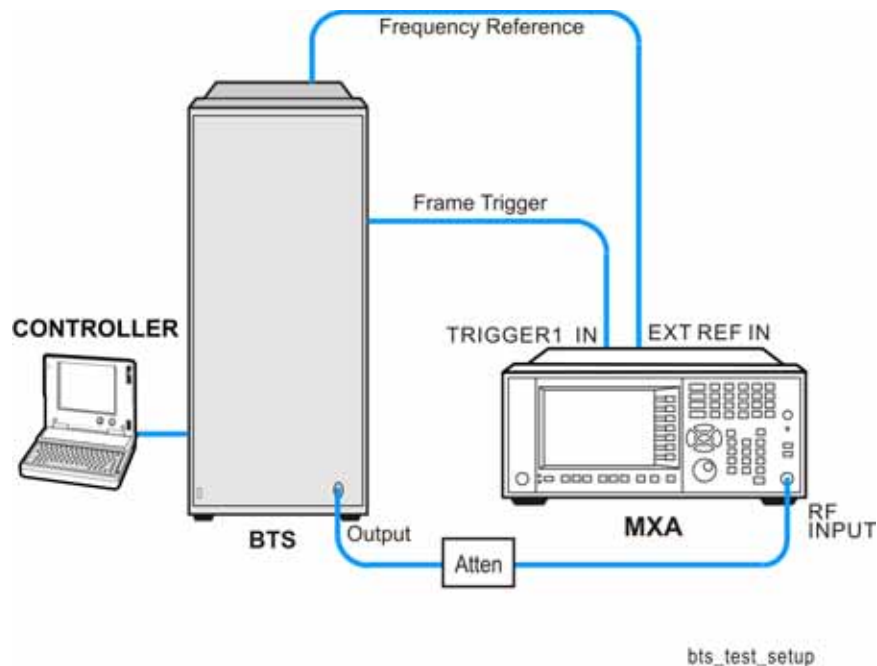 Frequency Reference
Frame Trigger
CONTROLLER
TRIGGER1 IN
EXT REF IN
BTS
Output
Atten
MXA
RF
INPUT
bts_test_setup